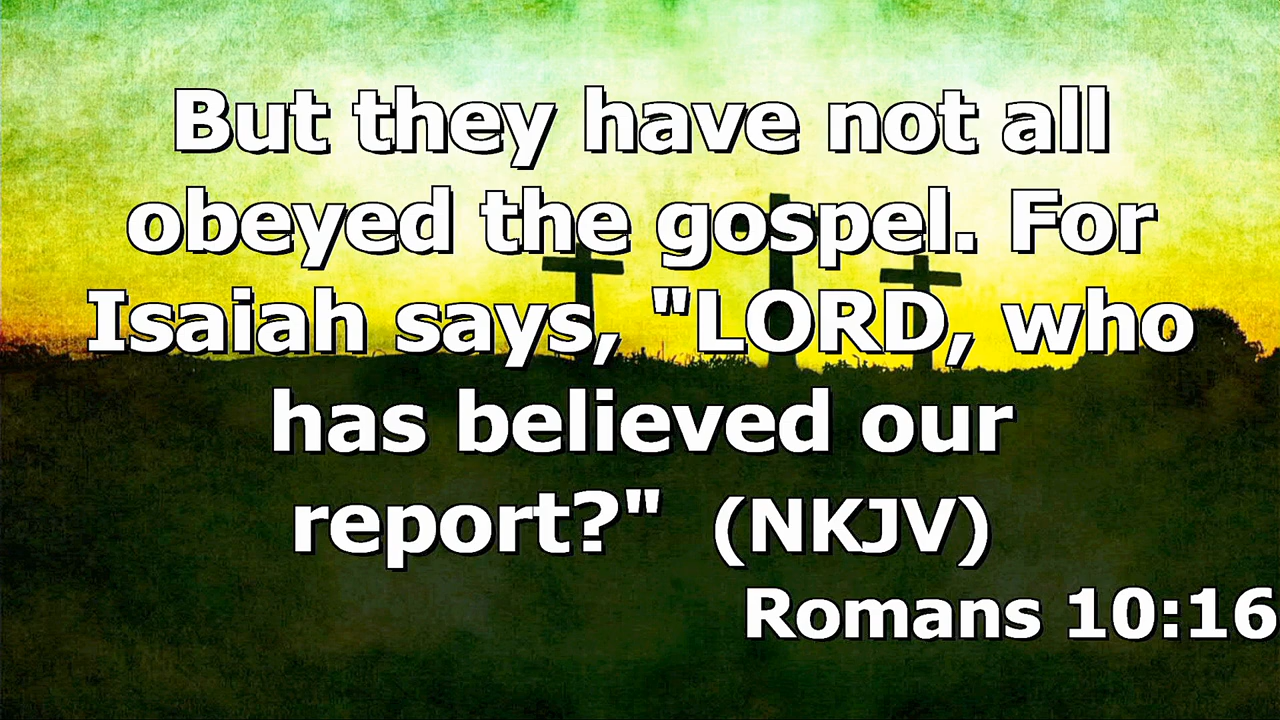 But they have not all
obeyed the gospel. For
Isaiah says, "LORD, who
has believed our
report?" (NKJV)
Romans 10:16